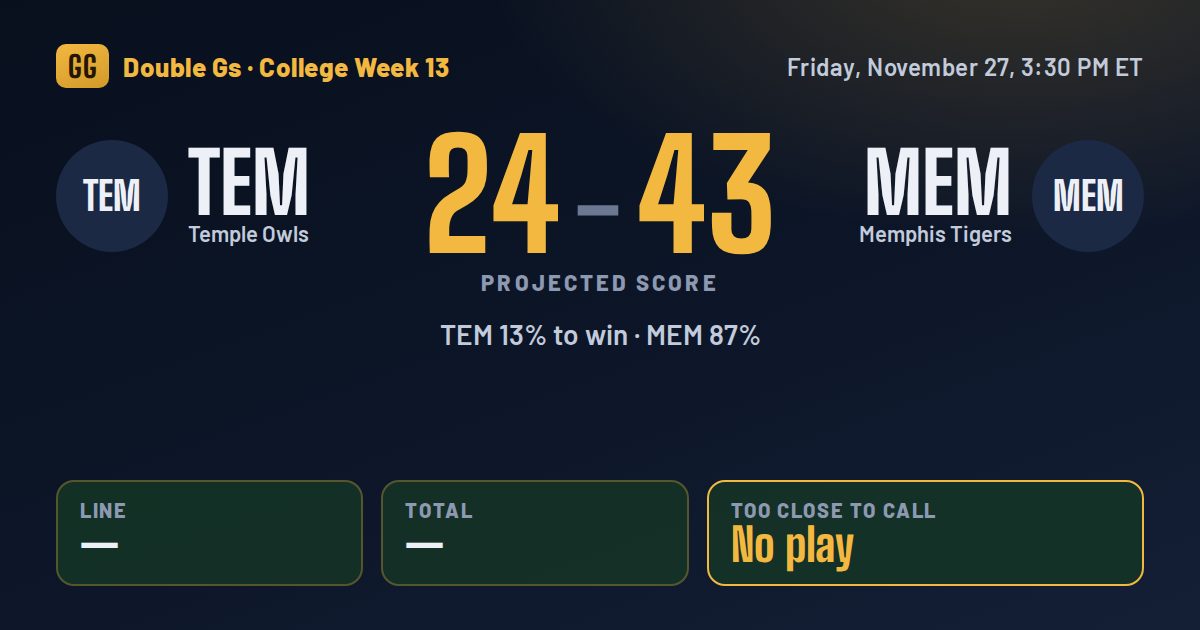 GG
Double Gs · College Week 13
Friday, November 27, 3:30 PM ET
TEM
TEM
Temple Owls
24 – 43
PROJECTED SCORE
TEM 13% to win · MEM 87%
MEM
Memphis Tigers
MEM
LINE
—
TOTAL
—
TOO CLOSE TO CALL
No play